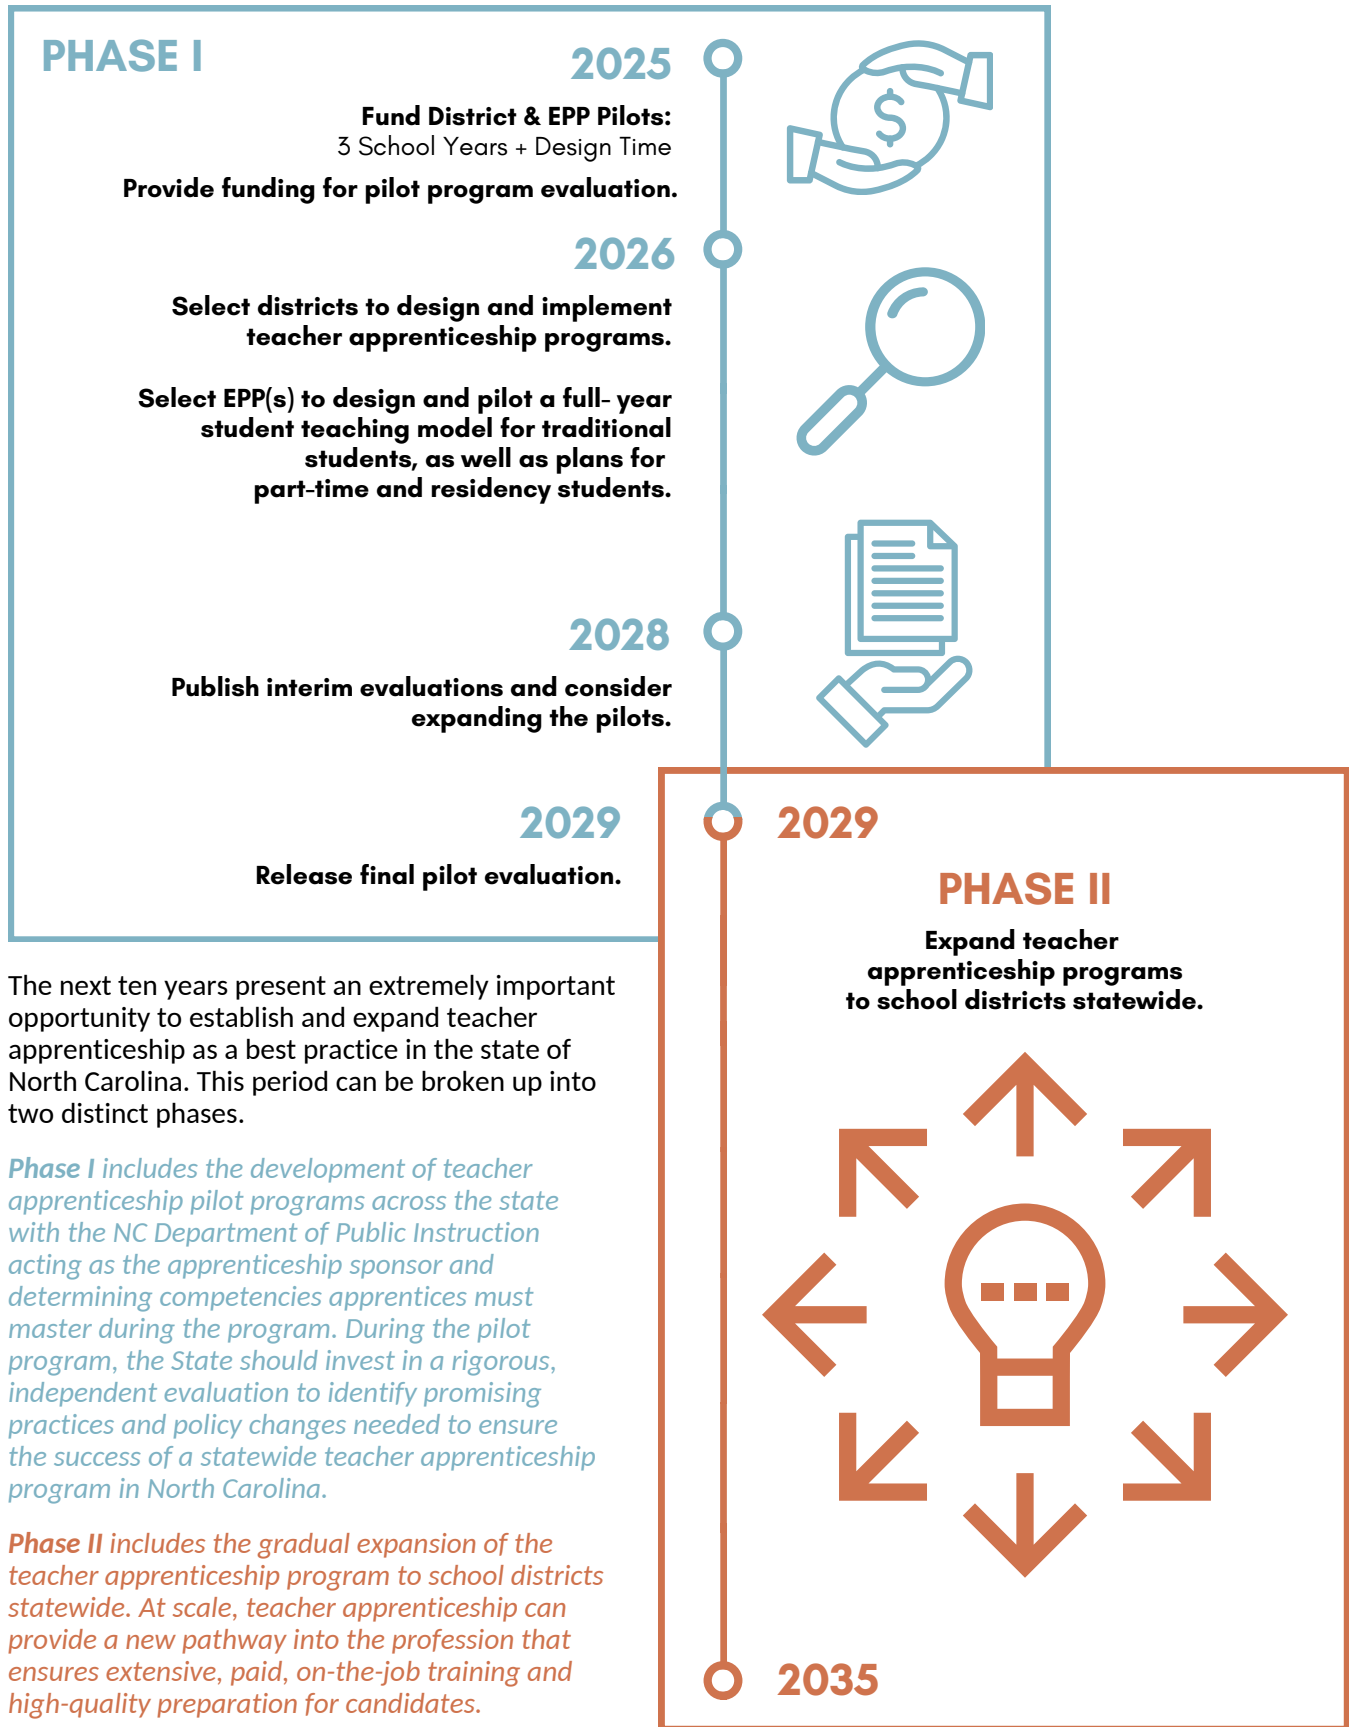 PHASE I
2025
Fund District & EPP Pilots:
3 School Years + Design Time
Provide funding for pilot program evaluation.
2026
Select districts to design and implement
teacher apprenticeship programs.
Select EPP(s) to design and pilot a full- year
student teaching model for traditional
students, as well as plans for
part-time and residency students.
2028
Publish interim evaluations and consider
expanding the pilots.
2029
Release final pilot evaluation.
2029
PHASE II
Expand teacher
apprenticeship programs
to school districts statewide.
2035
The next ten years present an extremely important
opportunity to establish and expand teacher
apprenticeship as a best practice in the state of
North Carolina. This period can be broken up into
two distinct phases.
Phase I includes the development of teacher
apprenticeship pilot programs across the state
with the NC Department of Public Instruction
acting as the apprenticeship sponsor and
determining competencies apprentices must
master during the program. During the pilot
program, the State should invest in a rigorous,
independent evaluation to identify promising
practices and policy changes needed to ensure
the success of a statewide teacher apprenticeship
program in North Carolina.
Phase II includes the gradual expansion of the
teacher apprenticeship program to school districts
statewide. At scale, teacher apprenticeship can
provide a new pathway into the profession that
ensures extensive, paid, on-the-job training and
high-quality preparation for candidates.